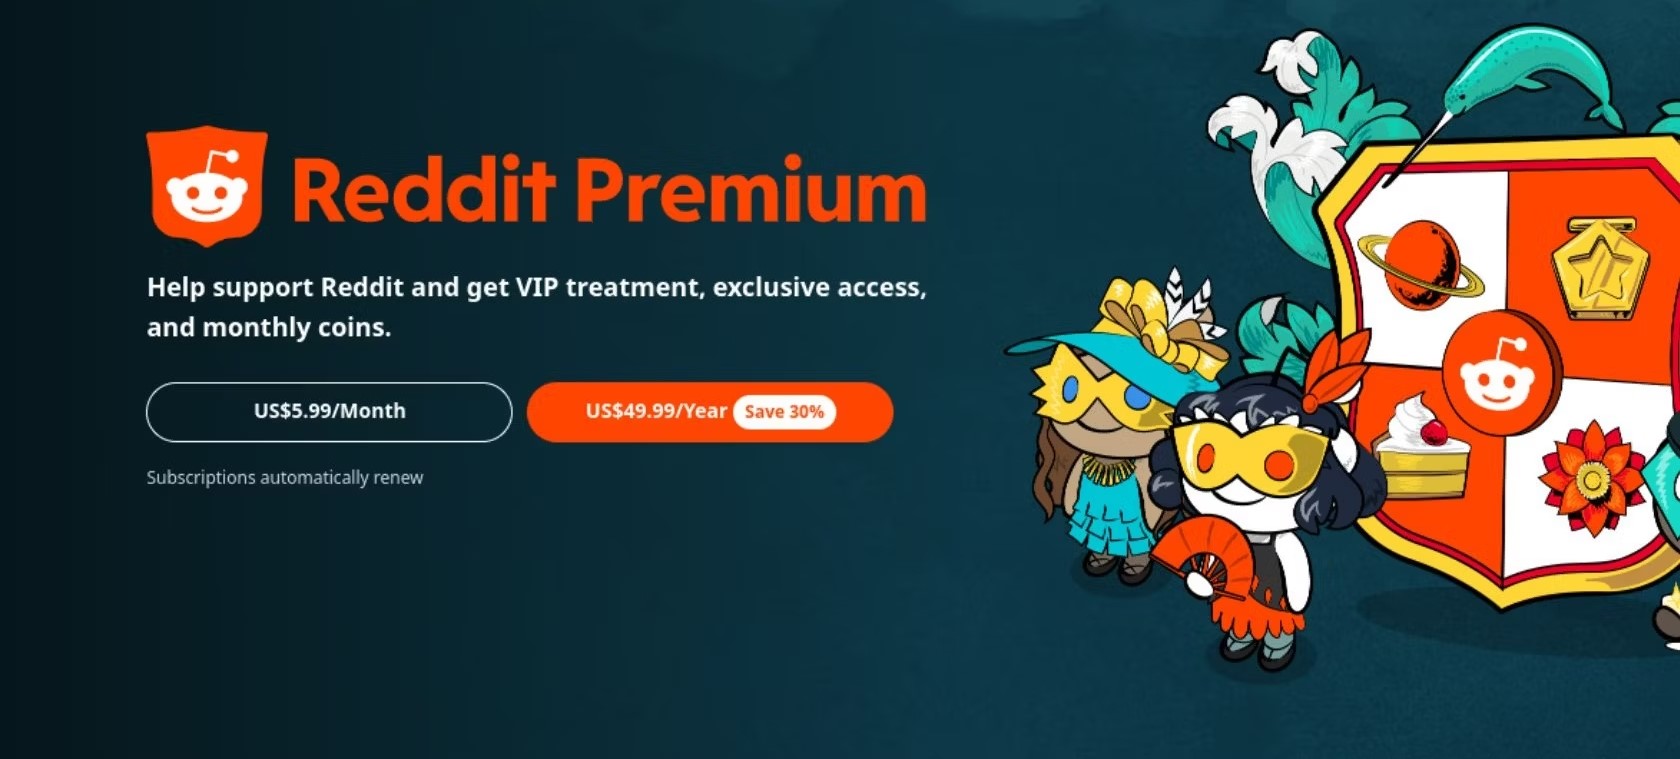 Reddit Premium
Help support Reddit and get VIP treatment, exclusive access,
and monthly coins.
US$5.99/Month
US$49.99/Year Save 30%
Subscriptions automatically renew